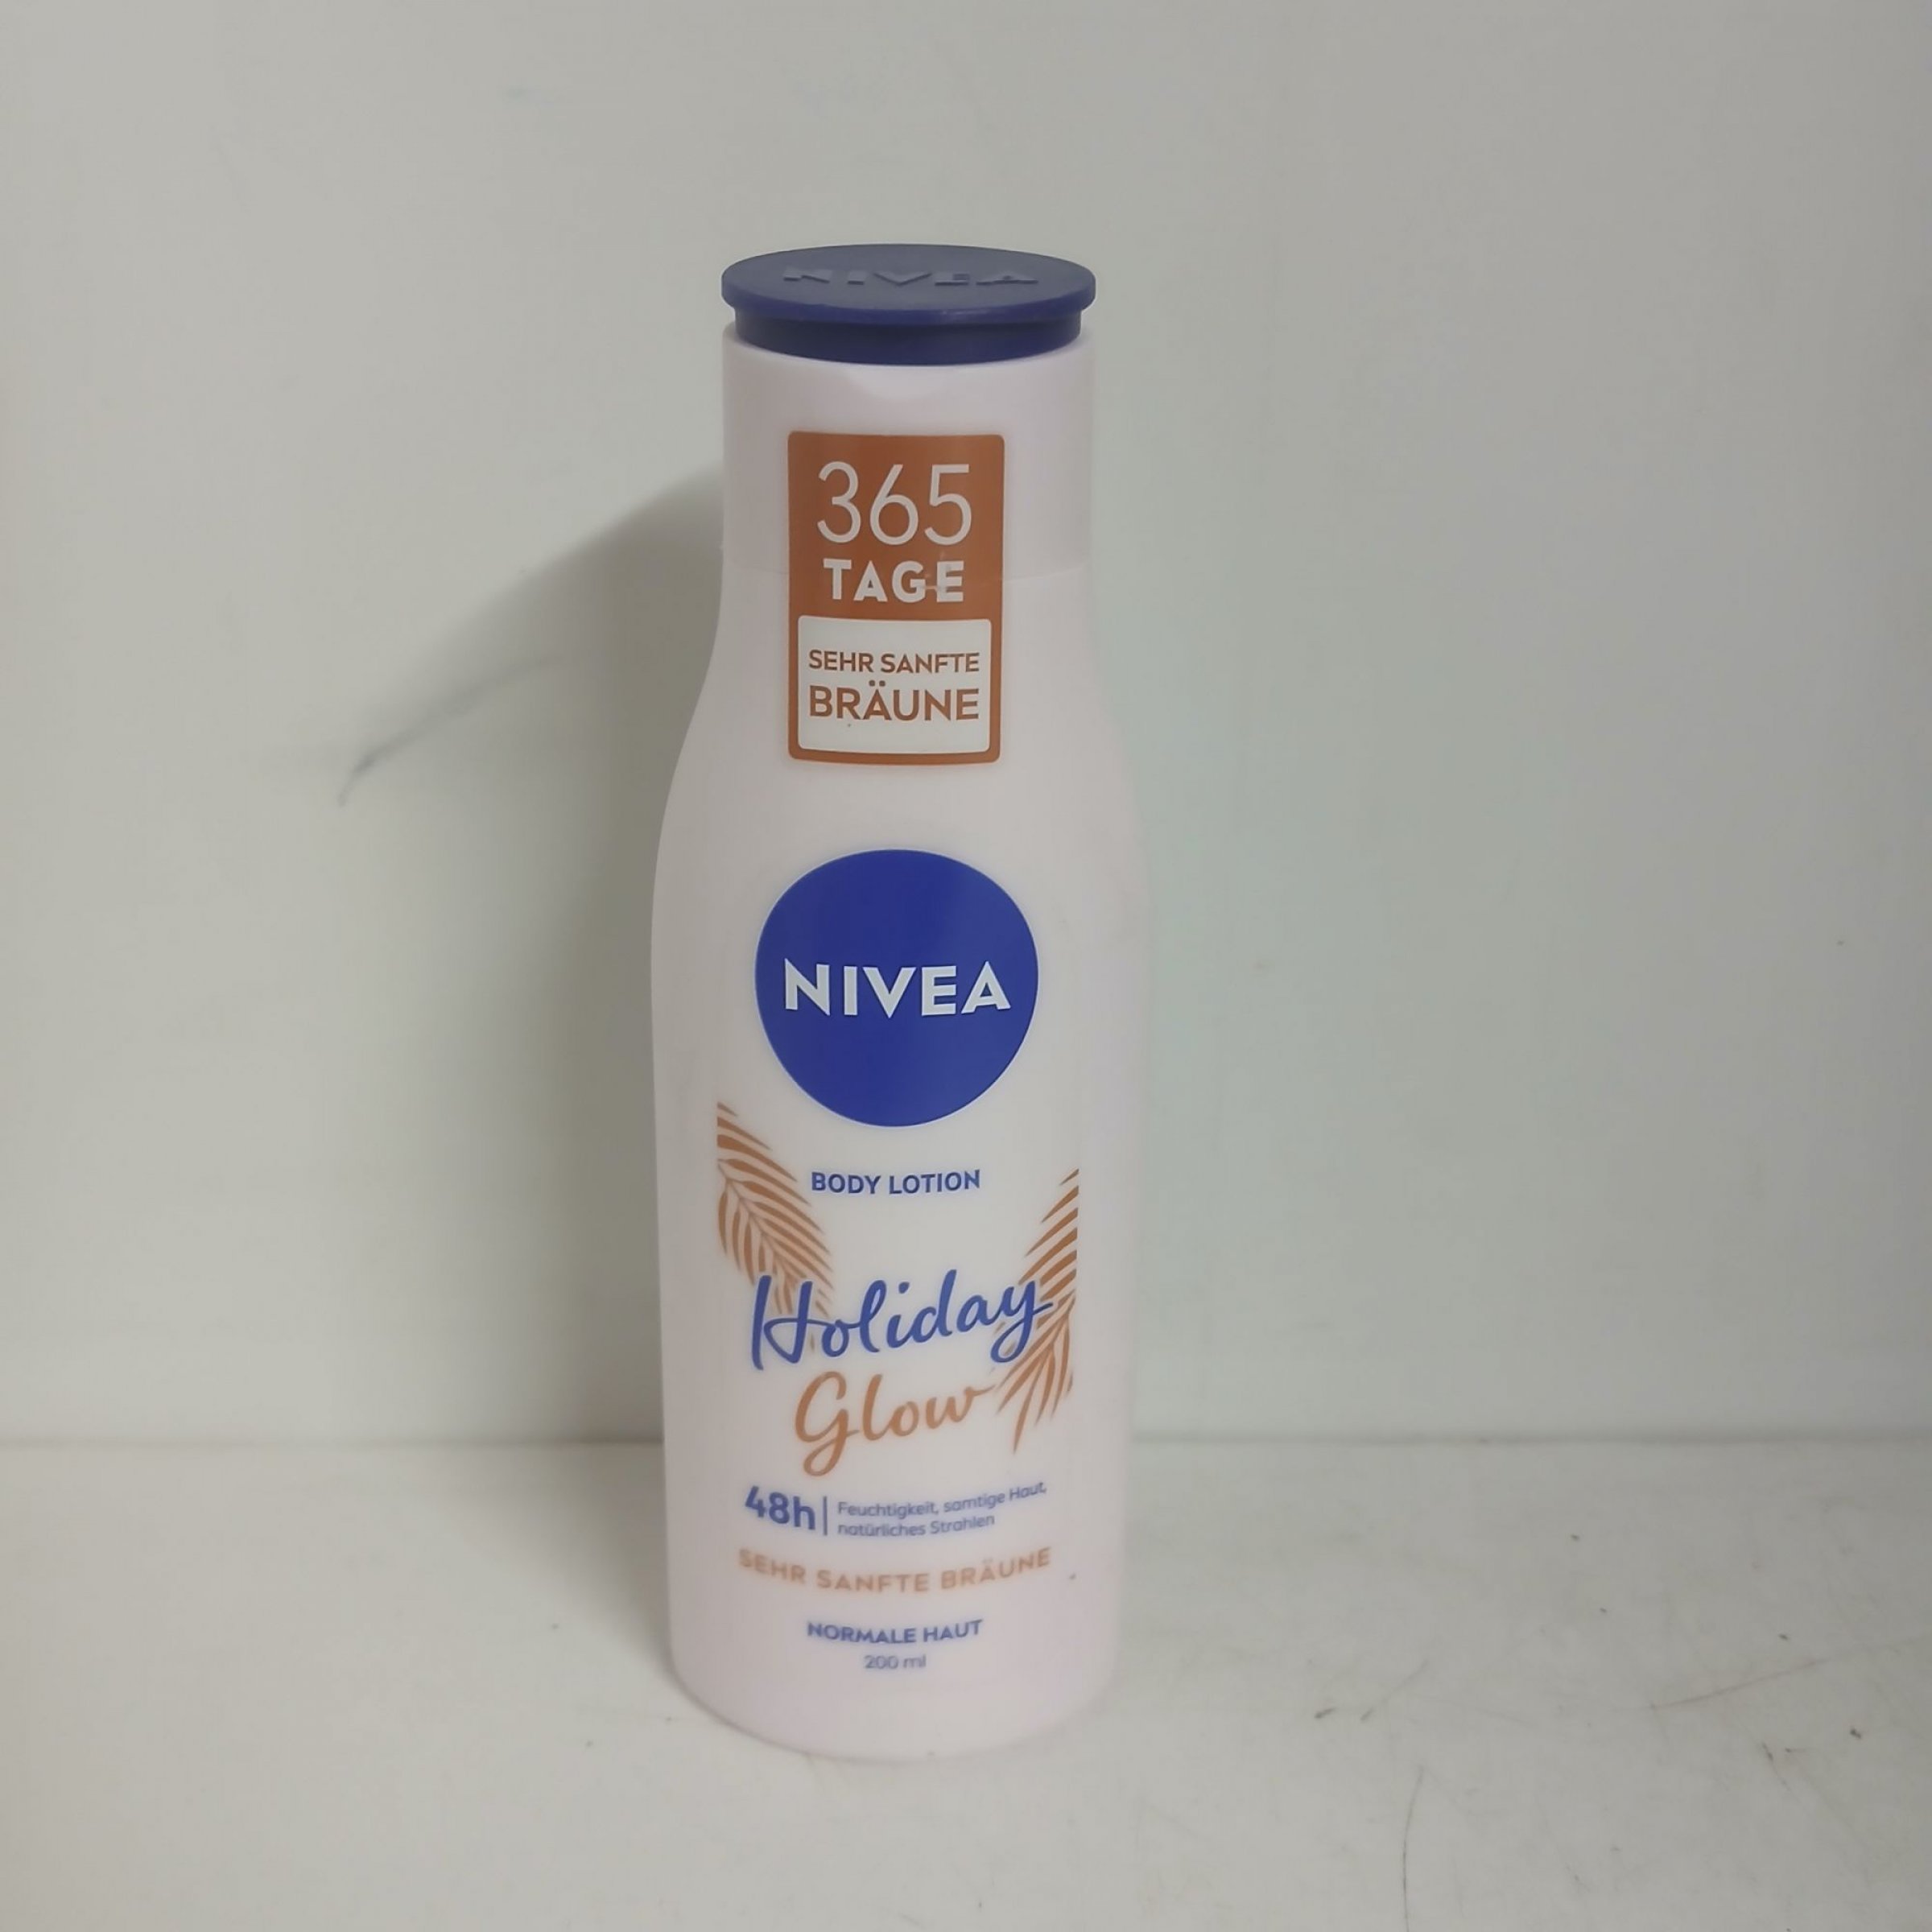 NIVEA
365
TAGE
SEHR SANFTE
BRÄUNE
NIVEA
BODY LOTION
Holiday
Glow
48h
Feuchtigkeit, samtige Haut,
natürliches Strahlen
SEHR SANFTE BRÄUNE
NORMALE HAUT
200 ml